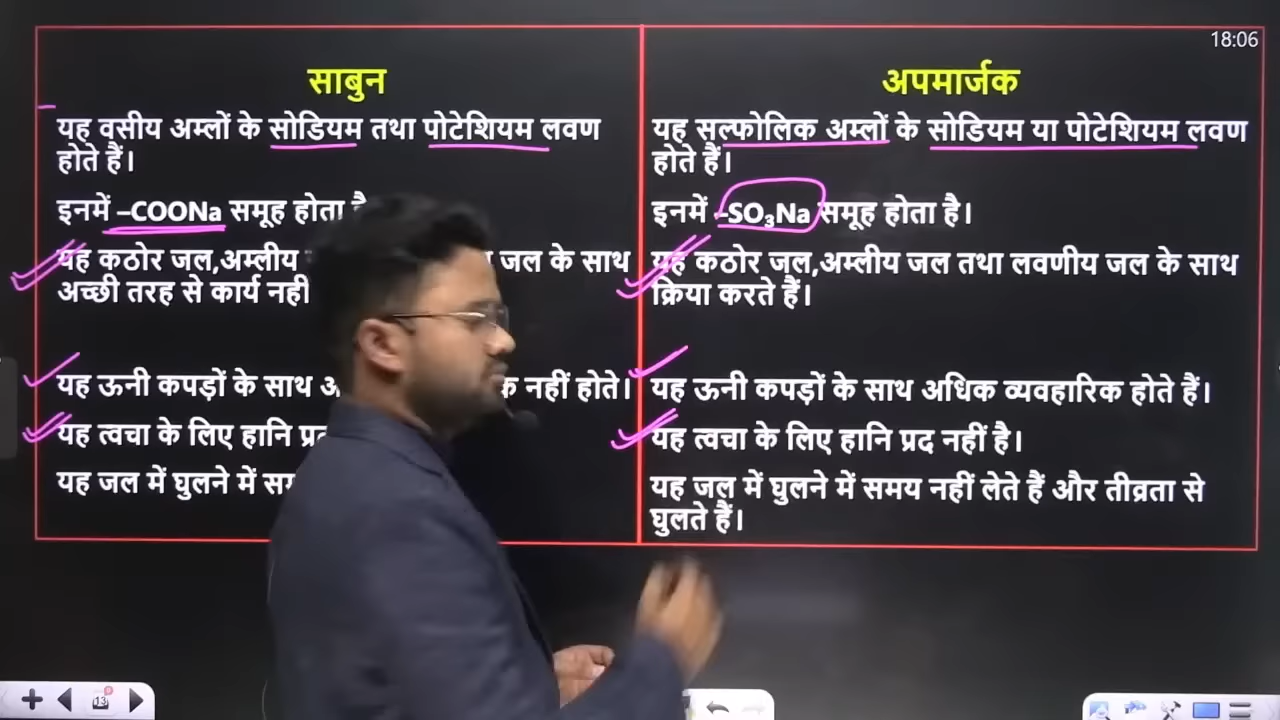 18:06
साबुन
यह वसीय अम्लों के सोडियम तथा पोटेशियम लवण
होते हैं।
इनमें –COONa समूह होता है
यह कठोर जल,अम्लीय जल के साथ
अच्छी तरह से कार्य नही
यह ऊनी कपड़ों के साथ नहीं होते।
यह त्वचा के लिए हानि
यह जल में घुलने में
अपमार्जक
यह सल्फोलिक अम्लों के सोडियम या पोटेशियम लवण
होते हैं।
इनमें –SO₃Na समूह होता है।
यह कठोर जल,अम्लीय जल तथा लवणीय जल के साथ
क्रिया करते हैं।
यह ऊनी कपड़ों के साथ अधिक व्यवहारिक होते हैं।
यह त्वचा के लिए हानि प्रद नहीं है।
यह जल में घुलने में समय नहीं लेते हैं और तीव्रता से
घुलते हैं।
13